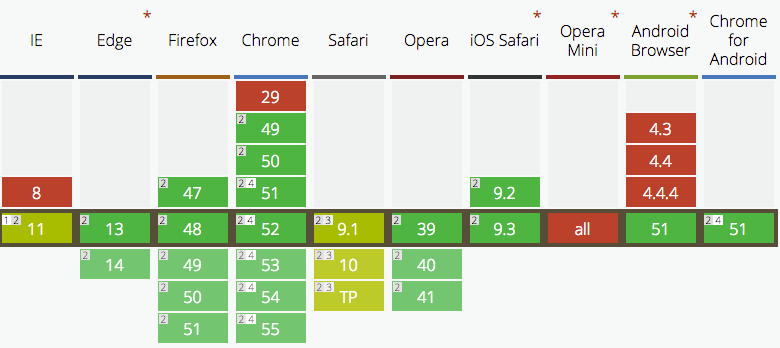 * * * *
IE Edge Firefox Chrome Safari Opera iOS Safari Opera Mini Android Browser Chrome for Android
29
2 49 4.3
2 50 4.4
8 2 47 2 4 51 2 9.2 4.4.4
1 2 11 2 13 2 48 2 4 52 2 3 9.1 2 39 2 9.3 all 51 2 4 51
2 14 2 49 2 4 53 2 3 10 2 40
2 50 2 4 54 2 3 TP 2 41
2 51 2 4 55